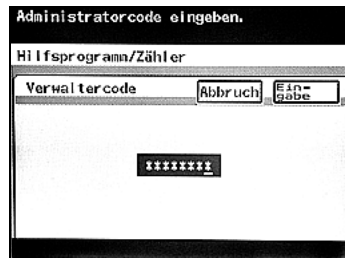 Administratorcode eingeben.
Hilfsprogramm/Zähler
Verwaltercode
Abbruch
Ein-
gabe
********